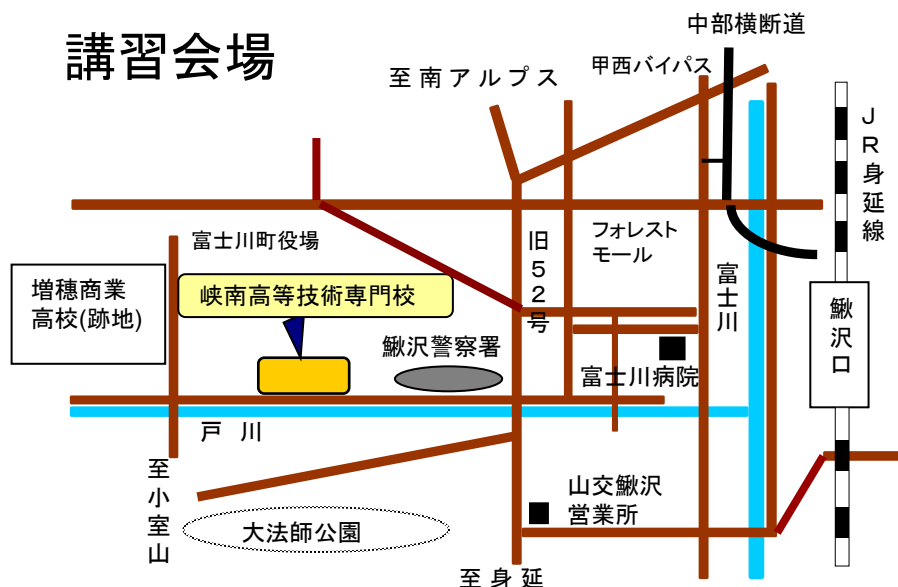 講習会場
中部横断道
甲西バイパス
至南アルプス
JR身延線
富士川町役場
フォレスト
モール
旧52号
富士川
増穂商業
高校(跡地)
峡南高等技術専門校
鰍沢口
鰍沢警察署
富士川病院
戸川
至小室山
山交鰍沢
営業所
大法師公園
至身延